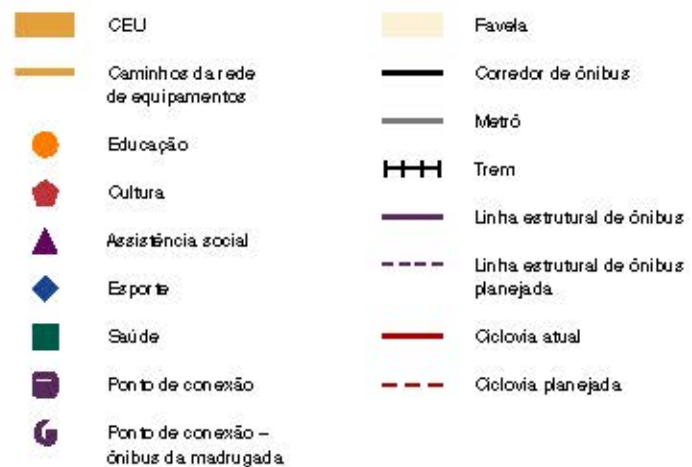 CEU
Caminhos da rede
de equipamentos
Educação
Cultura
Assistência social
Esporte
Saúde
Ponto de conexão
Ponto de conexão –
ônibus da madrugada
Favela
Corredor de ônibus
Metrô
Trem
Linha estrutural de ônibus
Linha estrutural de ônibus
planejada
Ciclovia atual
Ciclovia planejada